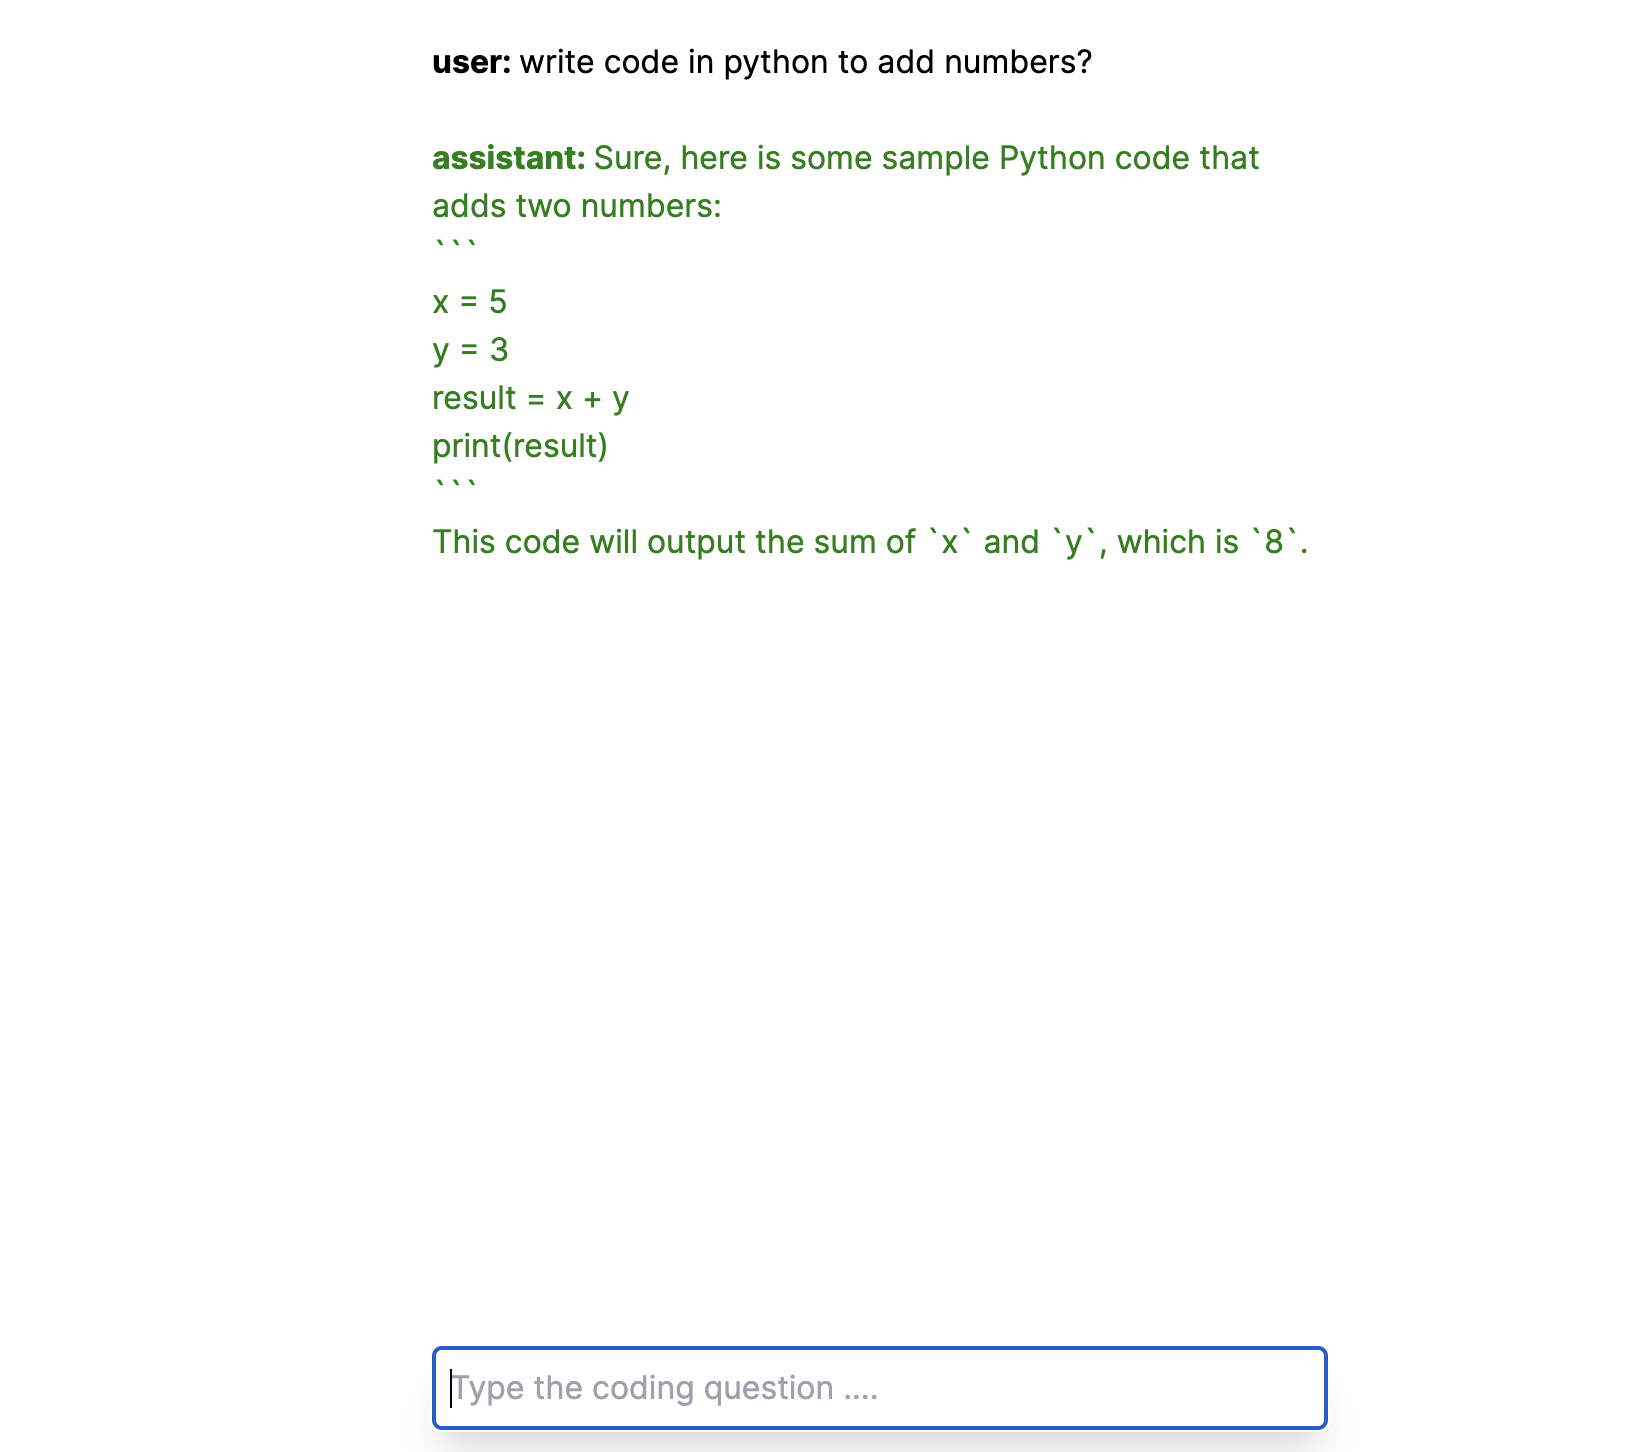 user: write code in python to add numbers?
assistant: Sure, here is some sample Python code that
adds two numbers:
```
x = 5
y = 3
result = x + y
print(result)
```
This code will output the sum of `x` and `y`, which is `8`.
Type the coding question ....